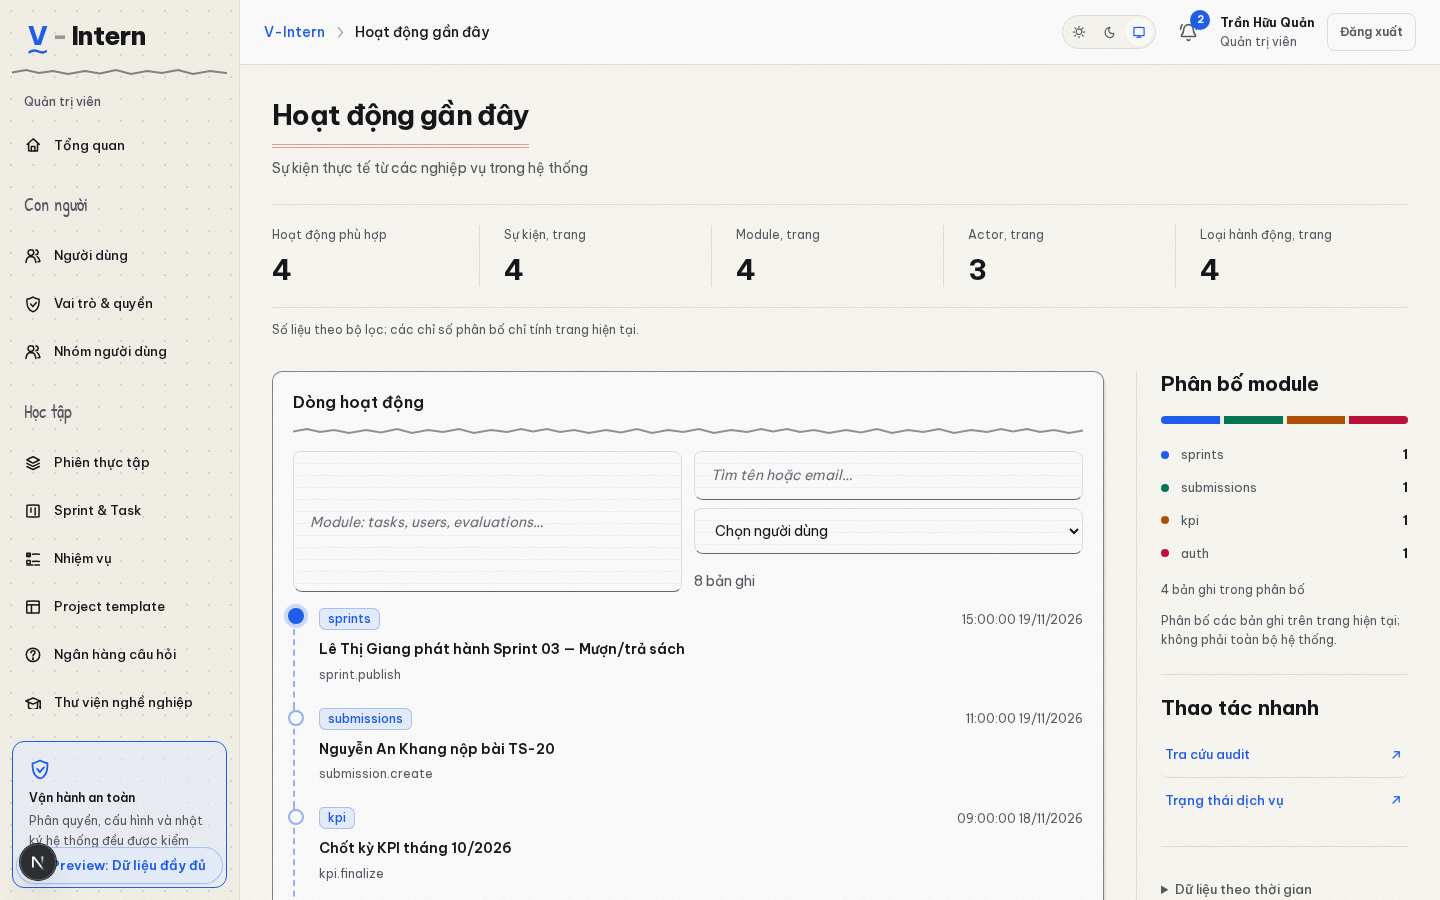 V - Intern
Quản trị viên
Tổng quan
Con người
Người dùng
Vai trò & quyền
Nhóm người dùng
Học tập
Phiên thực tập
Sprint & Task
Nhiệm vụ
Project template
Ngân hàng câu hỏi
Thư viện nghề nghiệp
Vận hành an toàn
Phân quyền, cấu hình và nhật
ký hệ thống đều được kiểm
Preview: Dữ liệu đầy đủ
N
V-Intern
Hoạt động gần đây
2
Trần Hữu Quản
Quản trị viên
Đăng xuất
Hoạt động gần đây
Sự kiện thực tế từ các nghiệp vụ trong hệ thống
Hoạt động phù hợp
4
Sự kiện, trang
4
Module, trang
4
Actor, trang
3
Loại hành động, trang
4
Số liệu theo bộ lọc; các chỉ số phân bố chỉ tính trang hiện tại.
Dòng hoạt động
Module: tasks, users, evaluations…
Tìm tên hoặc email…
Chọn người dùng
8 bản ghi
sprints
15:00:00 19/11/2026
Lê Thị Giang phát hành Sprint 03 — Mượn/trả sách
sprint.publish
submissions
11:00:00 19/11/2026
Nguyễn An Khang nộp bài TS-20
submission.create
kpi
09:00:00 18/11/2026
Chốt kỳ KPI tháng 10/2026
kpi.finalize
Phân bố module
sprints 1
submissions 1
kpi 1
auth 1
4 bản ghi trong phân bố
Phân bố các bản ghi trên trang hiện tại;
không phải toàn bộ hệ thống.
Thao tác nhanh
Tra cứu audit
Trạng thái dịch vụ
Dữ liệu theo thời gian